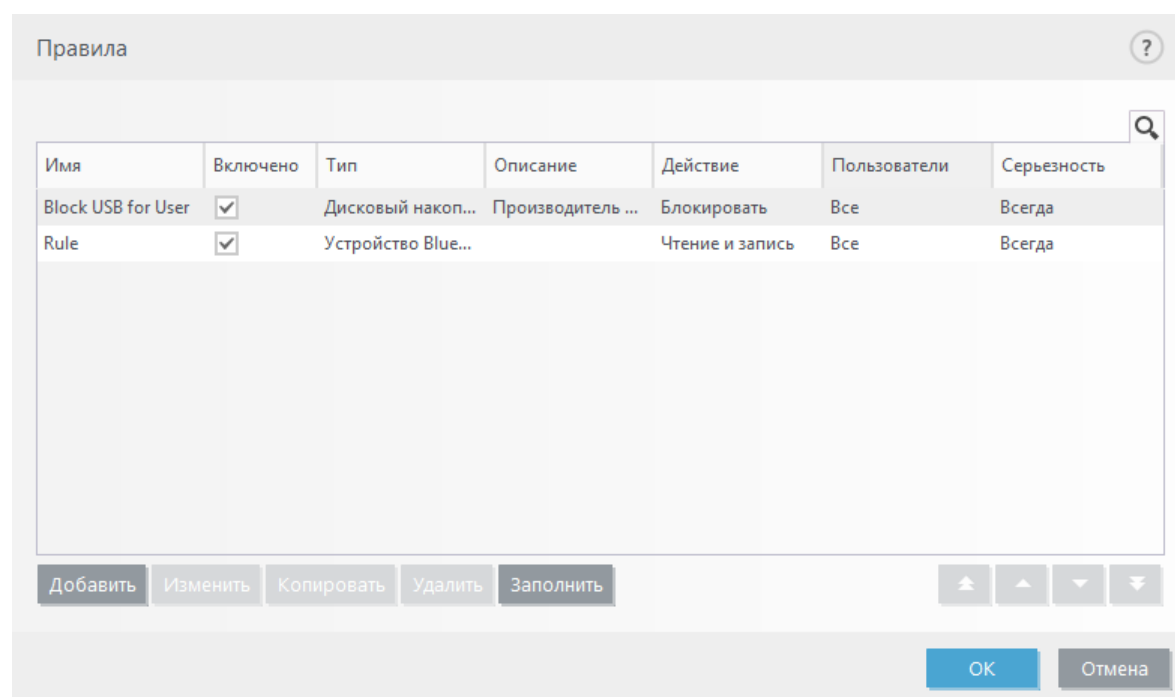 Правила ?
Имя Включено Тип Описание Действие Пользователи Серьезность
Block USB for User Дисковый накоп... Производитель ... Блокировать Все Всегда
Rule Устройство Blue... Чтение и запись Все Всегда
Добавить Изменить Копировать Удалить Заполнить
OK Отмена